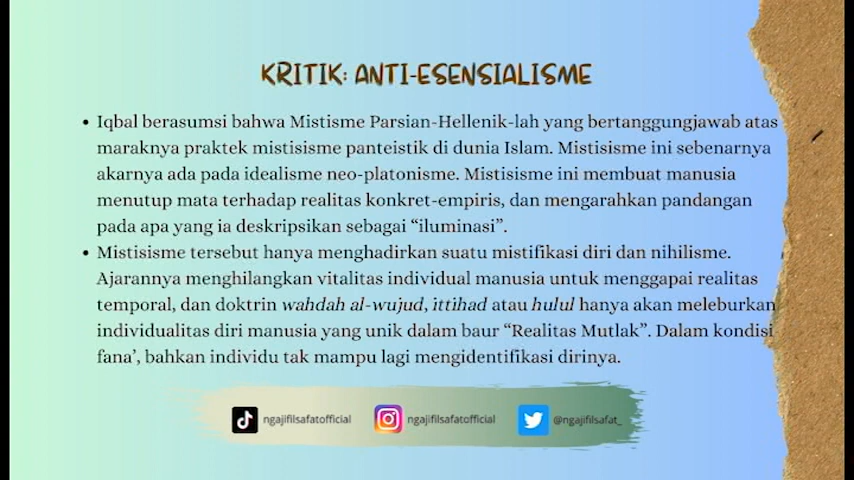 KRITIK: ANTI-ESENSIALISME
• Iqbal berasumsi bahwa Mistisme Parsian-Hellenik-lah yang bertanggungjawab atas
maraknya praktek mistisisme panteistik di dunia Islam. Mistisisme ini sebenarnya
akarnya ada pada idealisme neo-platonisme. Mistisisme ini membuat manusia
menutup mata terhadap realitas konkret-empiris, dan mengarahkan pandangan
pada apa yang ia deskripsikan sebagai “iluminasi”.
• Mistisisme tersebut hanya menghadirkan suatu mistifikasi diri dan nihilisme.
Ajarannya menghilangkan vitalitas individual manusia untuk menggapai realitas
temporal, dan doktrin wahdah al-wujud, ittihad atau hulul hanya akan meleburkan
individualitas diri manusia yang unik dalam baur “Realitas Mutlak”. Dalam kondisi
fana’, bahkan individu tak mampu lagi mengidentifikasi dirinya.
ngajifilsafatofficial ngajifilsafatofficial @ngajifilsafat_